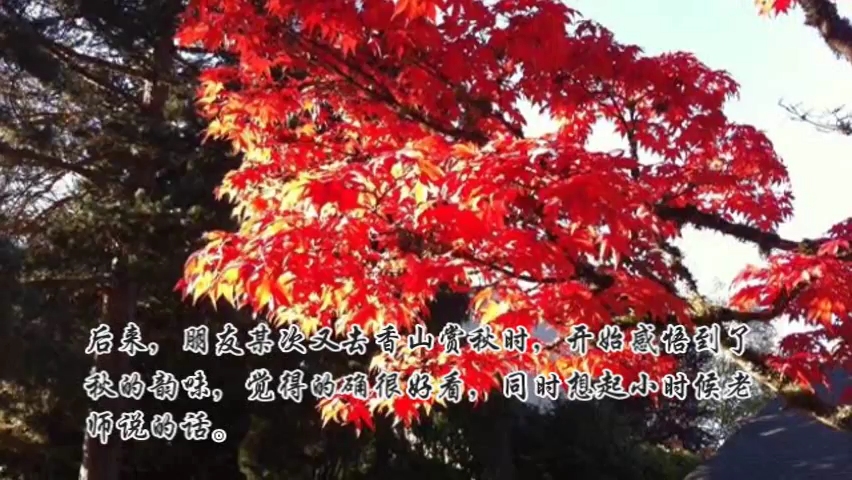 后来，朋友某次又去香山赏秋时，开始感悟到了
秋的韵味，觉得的确很好看，同时想起小时候老
师说的话。